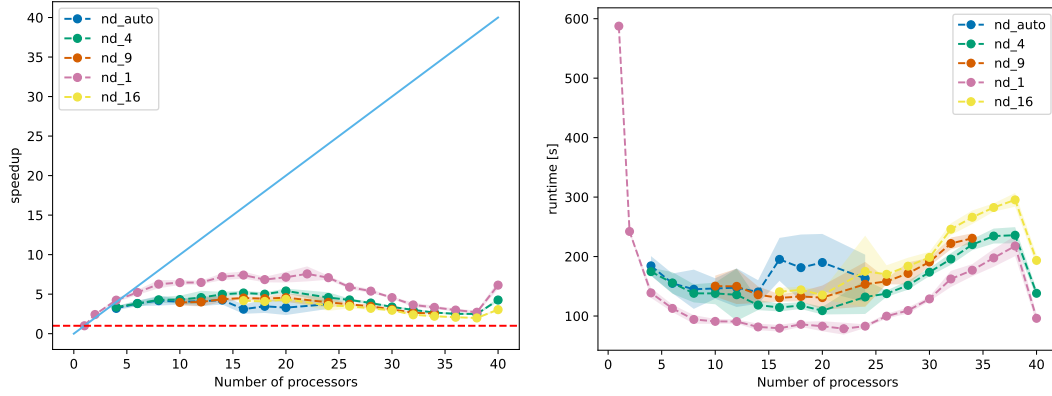 40
35
30
25
20
15
10
5
0
speedup
nd_auto
nd_4
nd_9
nd_1
nd_16
0 5 10 15 20 25 30 35 40
Number of processors
600
500
400
300
200
100
runtime [s]
nd_auto
nd_4
nd_9
nd_1
nd_16
0 5 10 15 20 25 30 35 40
Number of processors